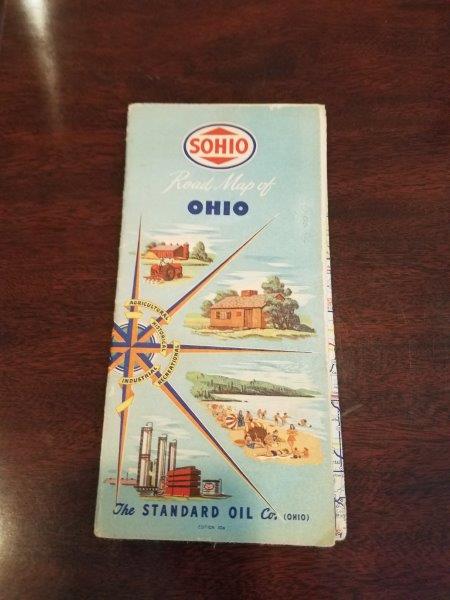 SOHIO
Road Map of
OHIO
AGRICULTURAL
HISTORICAL
RECREATIONAL
INDUSTRIAL
The STANDARD OIL Co. (OHIO)